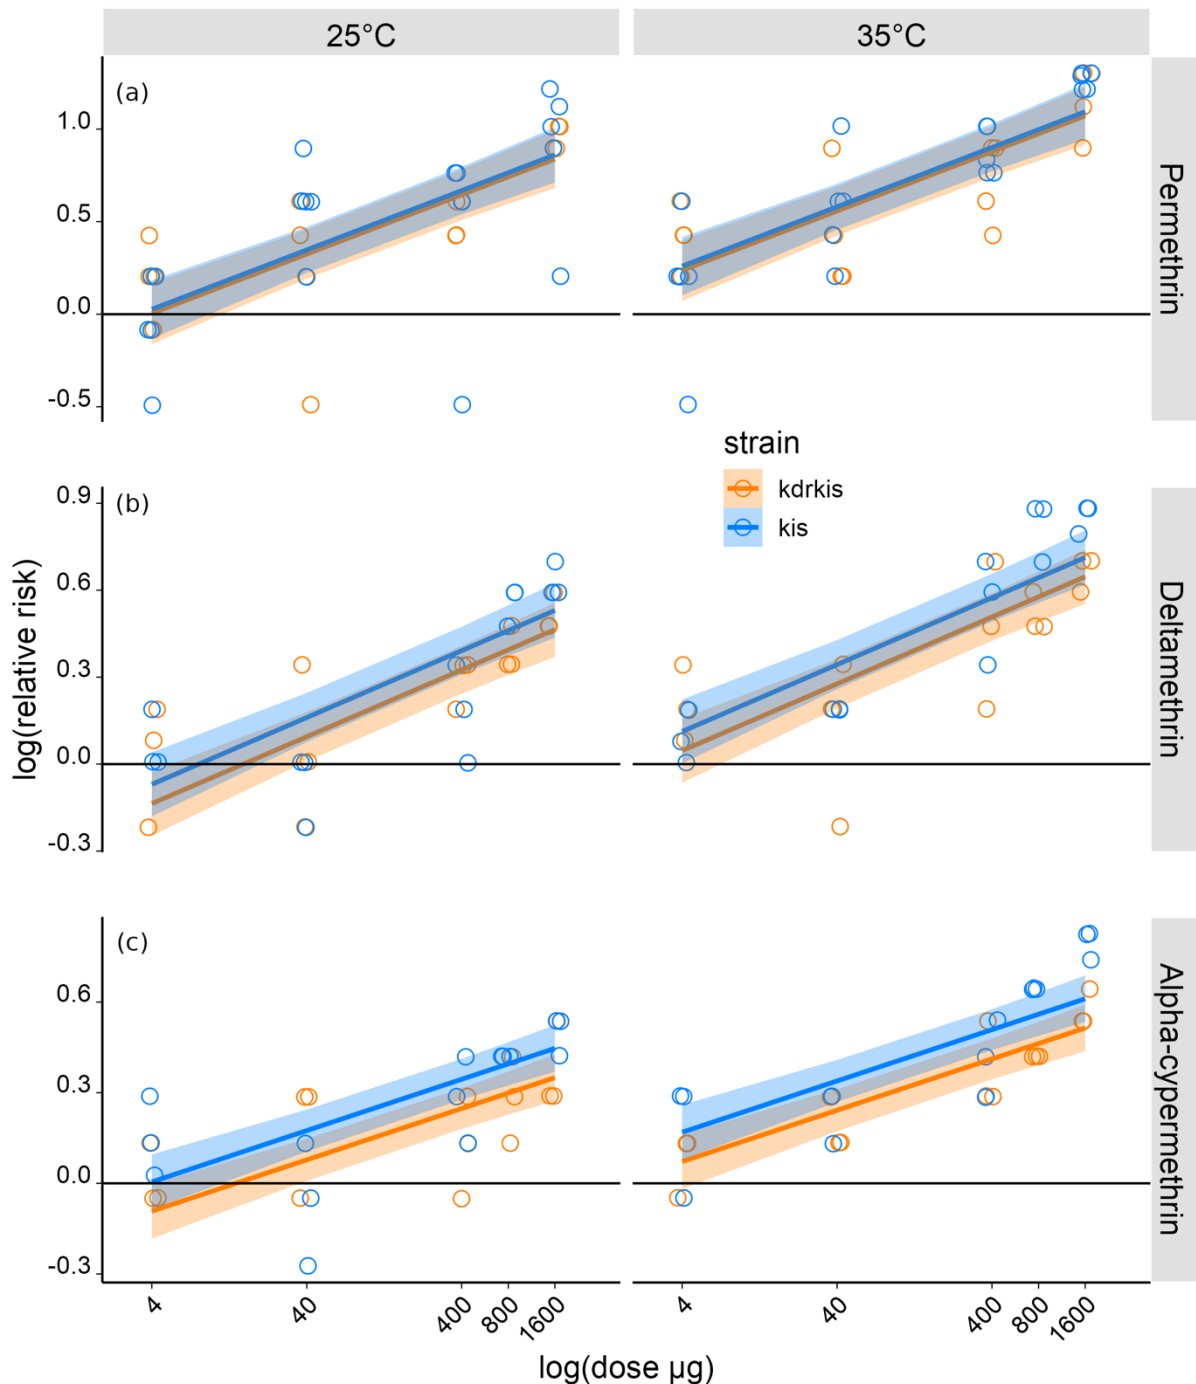 25°C
35°C
(a)
1.0
0.5
0.0
-0.5
Permethrin
strain
kdrkis
kis
(b)
0.9
0.6
0.3
0.0
-0.3
Deltamethrin
log(relative risk)
(c)
0.6
0.3
0.0
-0.3
Alpha-cypermethrin
4 40 400 800 1600
4 40 400 800 1600
log(dose µg)